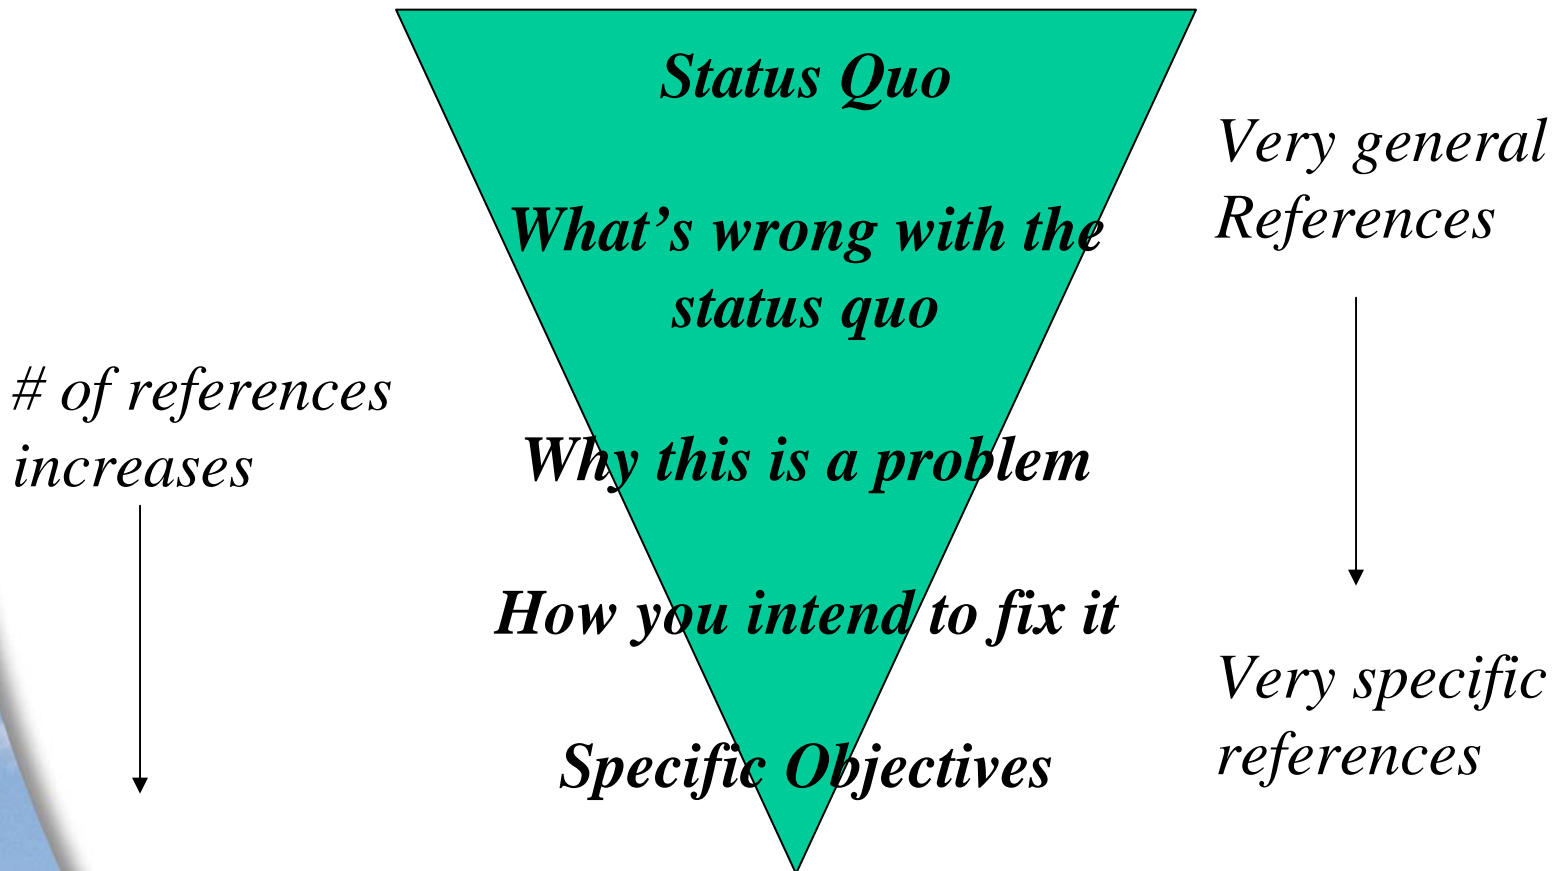 Status Quo
What's wrong with the
status quo
Why this is a problem
How you intend to fix it
Specific Objectives
# of references
increases
Very general
References
Very specific
references